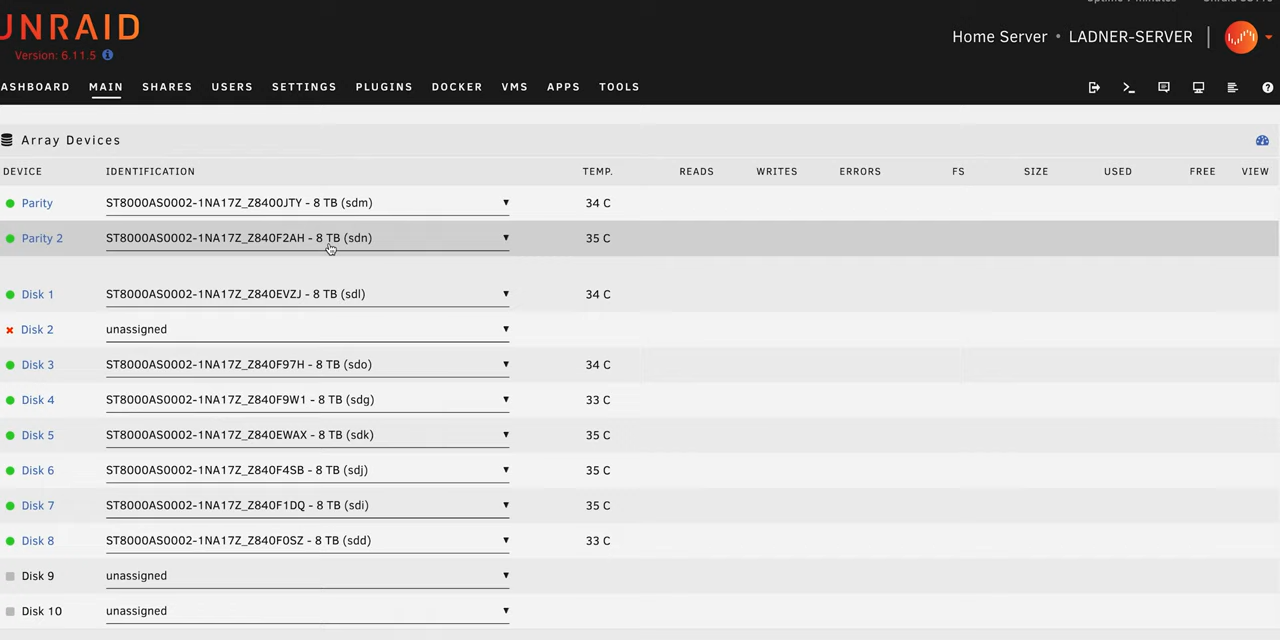 UNRAID
Version: 6.11.5
Home Server • LADNER-SERVER
ASHBOARD MAIN SHARES USERS SETTINGS PLUGINS DOCKER VMS APPS TOOLS
Array Devices
DEVICE IDENTIFICATION TEMP. READS WRITES ERRORS FS SIZE USED FREE VIEW
Parity ST8000AS0002-1NA17Z_Z8400JTY - 8 TB (sdm) 34 C
Parity 2 ST8000AS0002-1NA17Z_Z840F2AH - 8 TB (sdn) 35 C
Disk 1 ST8000AS0002-1NA17Z_Z840EVZJ - 8 TB (sdl) 34 C
Disk 2 unassigned
Disk 3 ST8000AS0002-1NA17Z_Z840F97H - 8 TB (sdo) 34 C
Disk 4 ST8000AS0002-1NA17Z_Z840F9W1 - 8 TB (sdg) 33 C
Disk 5 ST8000AS0002-1NA17Z_Z840EWAX - 8 TB (sdk) 35 C
Disk 6 ST8000AS0002-1NA17Z_Z840F4SB - 8 TB (sdj) 35 C
Disk 7 ST8000AS0002-1NA17Z_Z840F1DQ - 8 TB (sdi) 35 C
Disk 8 ST8000AS0002-1NA17Z_Z840F0SZ - 8 TB (sdd) 33 C
Disk 9 unassigned
Disk 10 unassigned